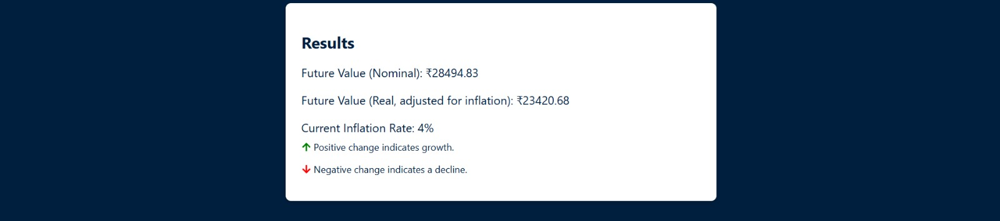 Results
Future Value (Nominal): ₹28494.83
Future Value (Real, adjusted for inflation): ₹23420.68
Current Inflation Rate: 4%
Positive change indicates growth.
Negative change indicates a decline.